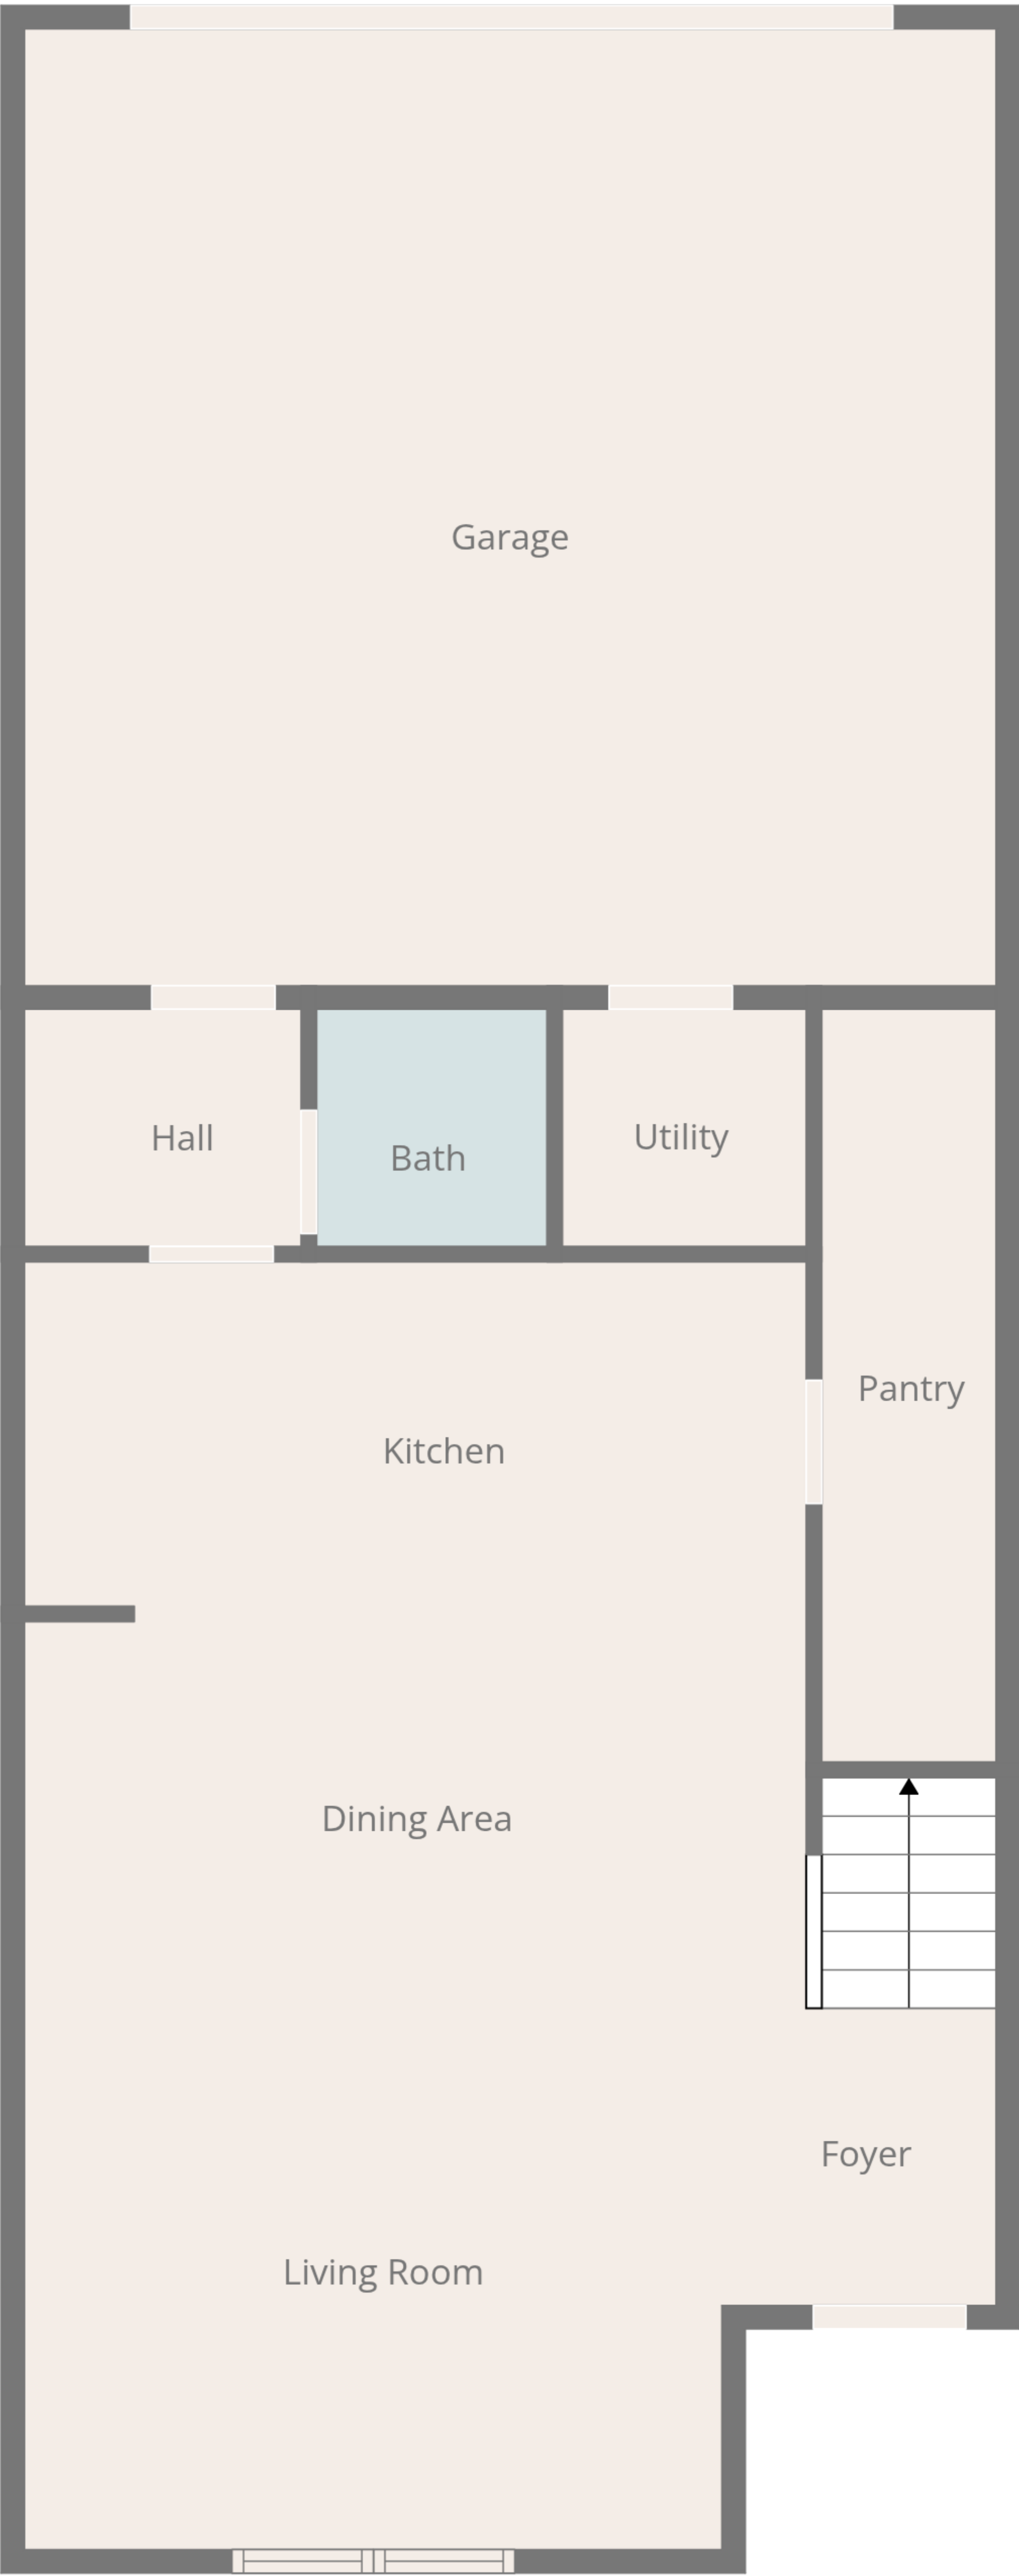 Garage
Hall
Bath
Utility
Pantry
Kitchen
Dining Area
Foyer
Living Room